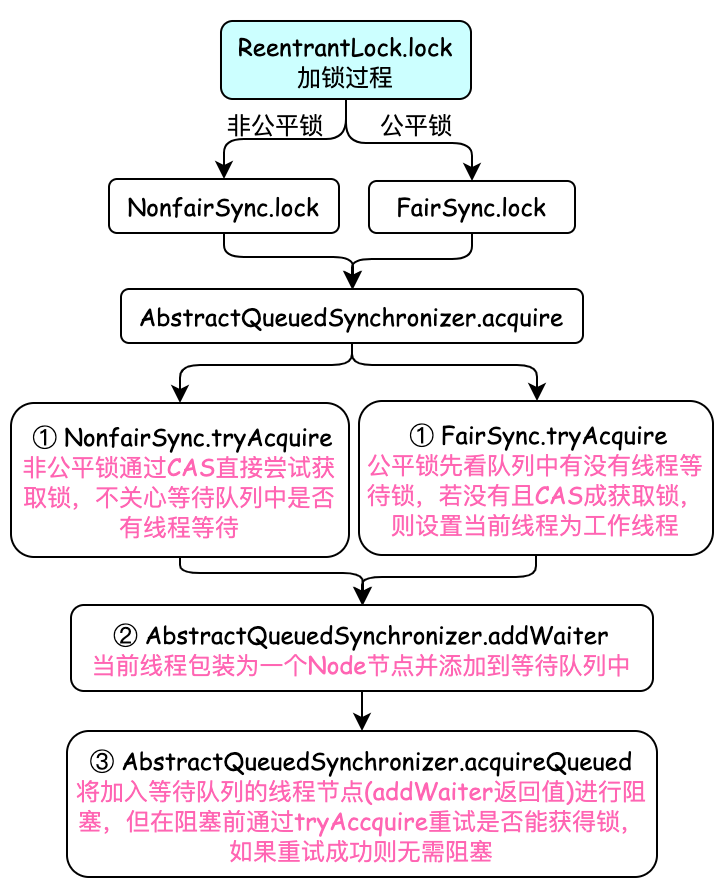 ReentrantLock.lock
加锁过程
非公平锁
公平锁
NonfairSync.lock
FairSync.lock
AbstractQueuedSynchronizer.acquire
① NonfairSync.tryAcquire
非公平锁通过CAS直接尝试获
取锁，不关心等待队列中是否
有线程等待
① FairSync.tryAcquire
公平锁先看队列中有没有线程等
待锁，若没有且CAS成获取锁，
则设置当前线程为工作线程
② AbstractQueuedSynchronizer.addWaiter
当前线程包装为一个Node节点并添加到等待队列中
③ AbstractQueuedSynchronizer.acquireQueued
将加入等待队列的线程节点(addWaiter返回值)进行阻
塞，但在阻塞前通过tryAccquire重试是否能获得锁，
如果重试成功则无需阻塞